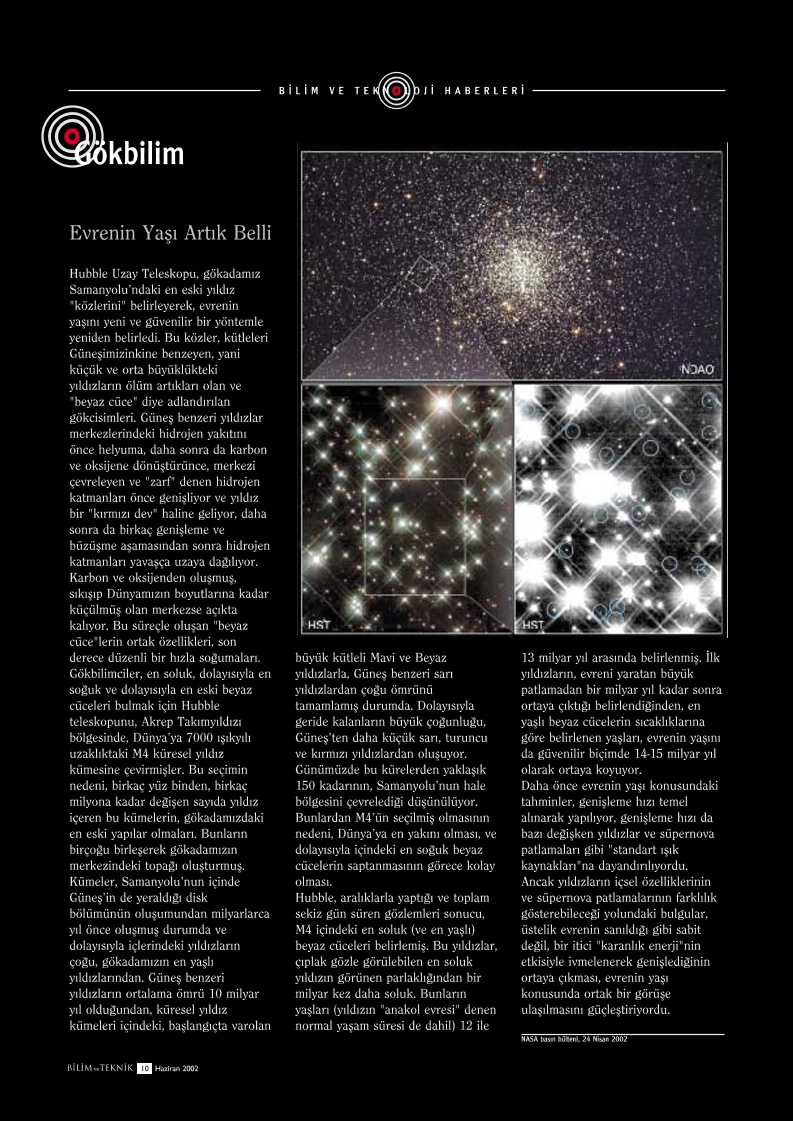 BİLİM VE TEKNOLOJİ HABERLERİ
Gökbilim
Evrenin Yaşı Artık Belli
Hubble Uzay Teleskopu, gökadamız
Samanyolu'ndaki en eski yıldız
"közlerini" belirleyerek, evrenin
yaşını yeni ve güvenilir bir yöntemle
yeniden belirledi. Bu közler, kütleleri
Güneşimizinkine benzeyen, yani
küçük ve orta büyüklükteki
yıldızların ölüm artıkları olan ve
"beyaz cüce" diye adlandırılan
gökcisimleri. Güneş benzeri yıldızlar
merkezlerindeki hidrojen yakıtını
önce helyuma, daha sonra da karbon
ve oksijene dönüştürünce, merkezi
çevreleyen ve "zarf" denen hidrojen
katmanları önce genişliyor ve yıldız
bir "kırmızı dev" haline geliyor, daha
sonra da birkaç genişleme ve
büzüşme aşamasından sonra hidrojen
katmanları yavaşça uzaya dağılıyor.
Karbon ve oksijenden oluşmuş,
sıkışıp Dünyamızın boyutlarına kadar
küçülmüş olan merkezse açıkta
kalıyor. Bu süreçle oluşan "beyaz
cüce"lerin ortak özellikleri, son
derece düzenli bir hızla soğumaları.
Gökbilimciler, en soluk, dolayısıyla en
soğuk ve dolayısıyla en eski beyaz
cüceleri bulmak için Hubble
teleskopunu, Akrep Takımyıldızı
bölgesinde, Dünya'ya 7000 ışıkyılı
uzaklıktaki M4 küresel yıldız
kümesine çevirmişler. Bu seçimin
nedeni, birkaç yüz binden, birkaç
milyona kadar değişen sayıda yıldız
içeren bu kümelerin, gökadamızdaki
en eski yapılar olmaları. Bunların
birçoğu birleşerek gökadamızın
merkezindeki topağı oluşturmuş.
Kümeler, Samanyolu'nun içinde
Güneş'in de yeraldığı disk
bölümünün oluşumundan milyarlarca
yıl önce oluşmuş durumda ve
dolayısıyla içlerindeki yıldızların
çoğu, gökadamızın en yaşlı
yıldızlarından. Güneş benzeri
yıldızların ortalama ömrü 10 milyar
yıl olduğundan, küresel yıldız
kümeleri içindeki, başlangıçta varolan
NOAO
HST
HST
büyük kütleli Mavi ve Beyaz
yıldızlarla, Güneş benzeri sarı
yıldızlardan çoğu ömrünü
tamamlamış durumda. Dolayısıyla
geride kalanların büyük çoğunluğu,
Güneş'ten daha küçük sarı, turuncu
ve kırmızı yıldızlardan oluşuyor.
Günümüzde bu kürelerden yaklaşık
150 kadarının, Samanyolu'nun hale
bölgesini çevrelediği düşünülüyor.
Bunlardan M4'ün seçilmiş olmasının
nedeni, Dünya'ya en yakını olması, ve
dolayısıyla içindeki en soğuk beyaz
cücelerin saptanmasının görece kolay
olması.
Hubble, aralıklarla yaptığı ve toplam
sekiz gün süren gözlemleri sonucu,
M4 içindeki en soluk (ve en yaşlı)
beyaz cüceleri belirlemiş. Bu yıldızlar,
çıplak gözle görülebilen en soluk
yıldızın görünen parlaklığından bir
milyar kez daha soluk. Bunların
yaşları (yıldızın "anakol evresi" denen
normal yaşam süresi de dahil) 12 ile
13 milyar yıl arasında belirlenmiş. İlk
yıldızların, evreni yaratan büyük
patlamadan bir milyar yıl kadar sonra
ortaya çıktığı belirlendiğinden, en
yaşlı beyaz cücelerin sıcaklıklarına
göre belirlenen yaşları, evrenin yaşını
da güvenilir biçimde 14-15 milyar yıl
olarak ortaya koyuyor.
Daha önce evrenin yaşı konusundaki
tahminler, genişleme hızı temel
alınarak yapılıyor, genişleme hızı da
bazı değişken yıldızlar ve süpernova
patlamaları gibi "standart ışık
kaynakları"na dayandırılıyordu.
Ancak yıldızların içsel özelliklerinin
ve süpernova patlamalarının farklılık
gösterebileceği yolundaki bulgular,
üstelik evrenin sanıldığı gibi sabit
değil, bir itici "karanlık enerji"nin
etkisiyle ivmelenerek genişlediğinin
ortaya çıkması, evrenin yaşı
konusunda ortak bir görüşe
ulaşılmasını güçleştiriyordu.
NASA basın bülteni, 24 Nisan 2002
BİLİM ve TEKNİK 10 Haziran 2002